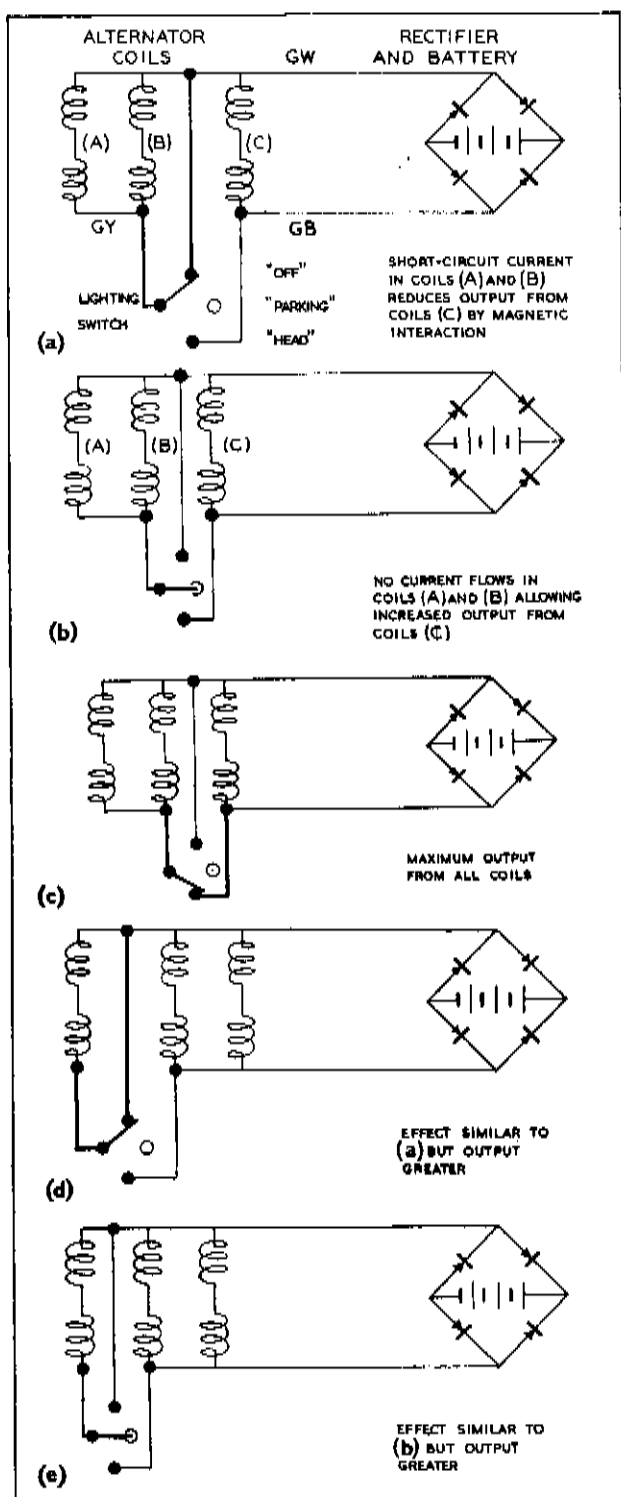 ALTERNATOR COILS
RECTIFIER AND BATTERY
GW
(A)
(B)
(C)
GY
GB
LIGHTING SWITCH
"OFF"
"PARKING"
"HEAD"
SHORT-CIRCUIT CURRENT
IN COILS (A) AND (B)
REDUCES OUTPUT FROM
COILS (C) BY MAGNETIC
INTERACTION
(a)
(A)
(B)
(C)
NO CURRENT FLOWS IN
COILS (A) AND (B) ALLOWING
INCREASED OUTPUT FROM
COILS (C)
(b)
MAXIMUM OUTPUT
FROM ALL COILS
(c)
EFFECT SIMILAR TO
(a) BUT OUTPUT
GREATER
(d)
EFFECT SIMILAR TO
(b) BUT OUTPUT
GREATER
(e)